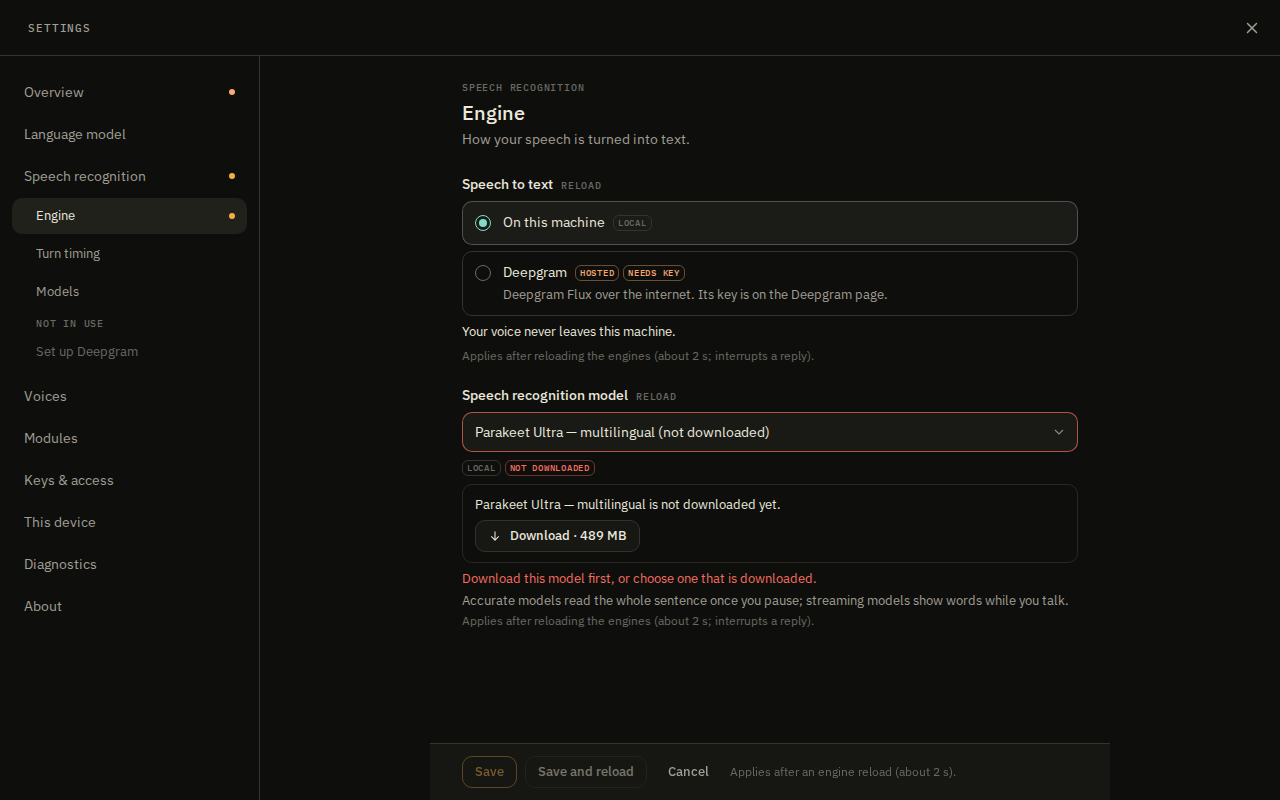 SETTINGS
Overview
Language model
Speech recognition
Engine
Turn timing
Models
NOT IN USE
Set up Deepgram
Voices
Modules
Keys & access
This device
Diagnostics
About
SPEECH RECOGNITION
Engine
How your speech is turned into text.
Speech to text RELOAD
On this machine LOCAL
Deepgram HOSTED NEEDS KEY
Deepgram Flux over the internet. Its key is on the Deepgram page.
Your voice never leaves this machine.
Applies after reloading the engines (about 2 s; interrupts a reply).
Speech recognition model RELOAD
Parakeet Ultra — multilingual (not downloaded)
LOCAL NOT DOWNLOADED
Parakeet Ultra — multilingual is not downloaded yet.
Download · 489 MB
Download this model first, or choose one that is downloaded.
Accurate models read the whole sentence once you pause; streaming models show words while you talk.
Applies after reloading the engines (about 2 s; interrupts a reply).
Save Save and reload Cancel Applies after an engine reload (about 2 s).